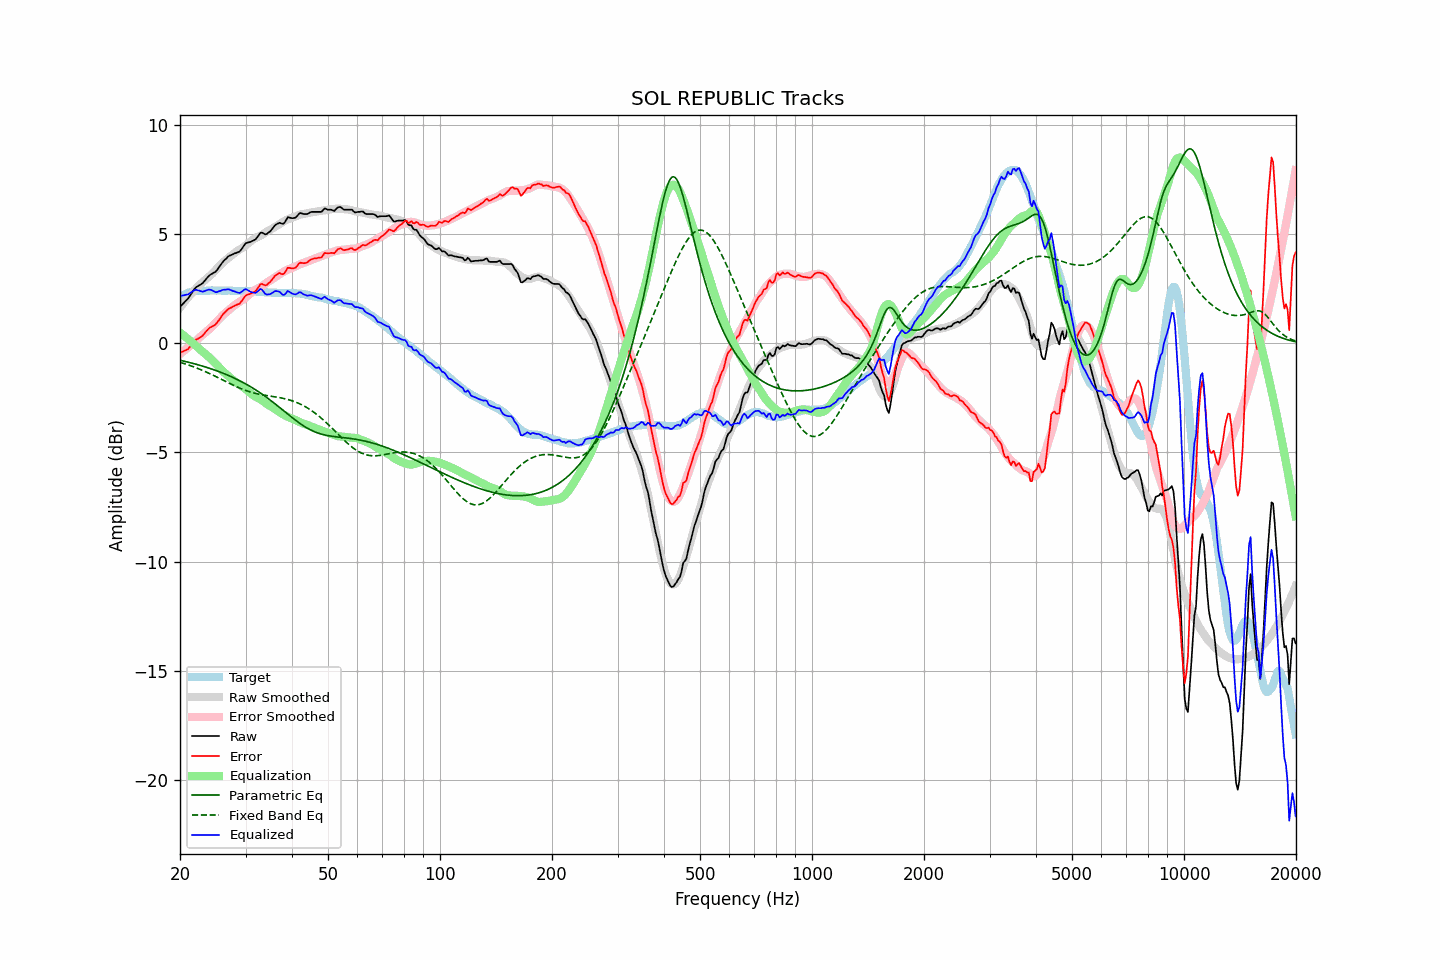 SOL REPUBLIC Tracks
Amplitude (dBr)
10
5
0
−5
−10
−15
−20
Target
Raw Smoothed
Error Smoothed
Raw
Error
Equalization
Parametric Eq
Fixed Band Eq
Equalized
20 50 100 200 500 1000 2000 5000 10000 20000
Frequency (Hz)